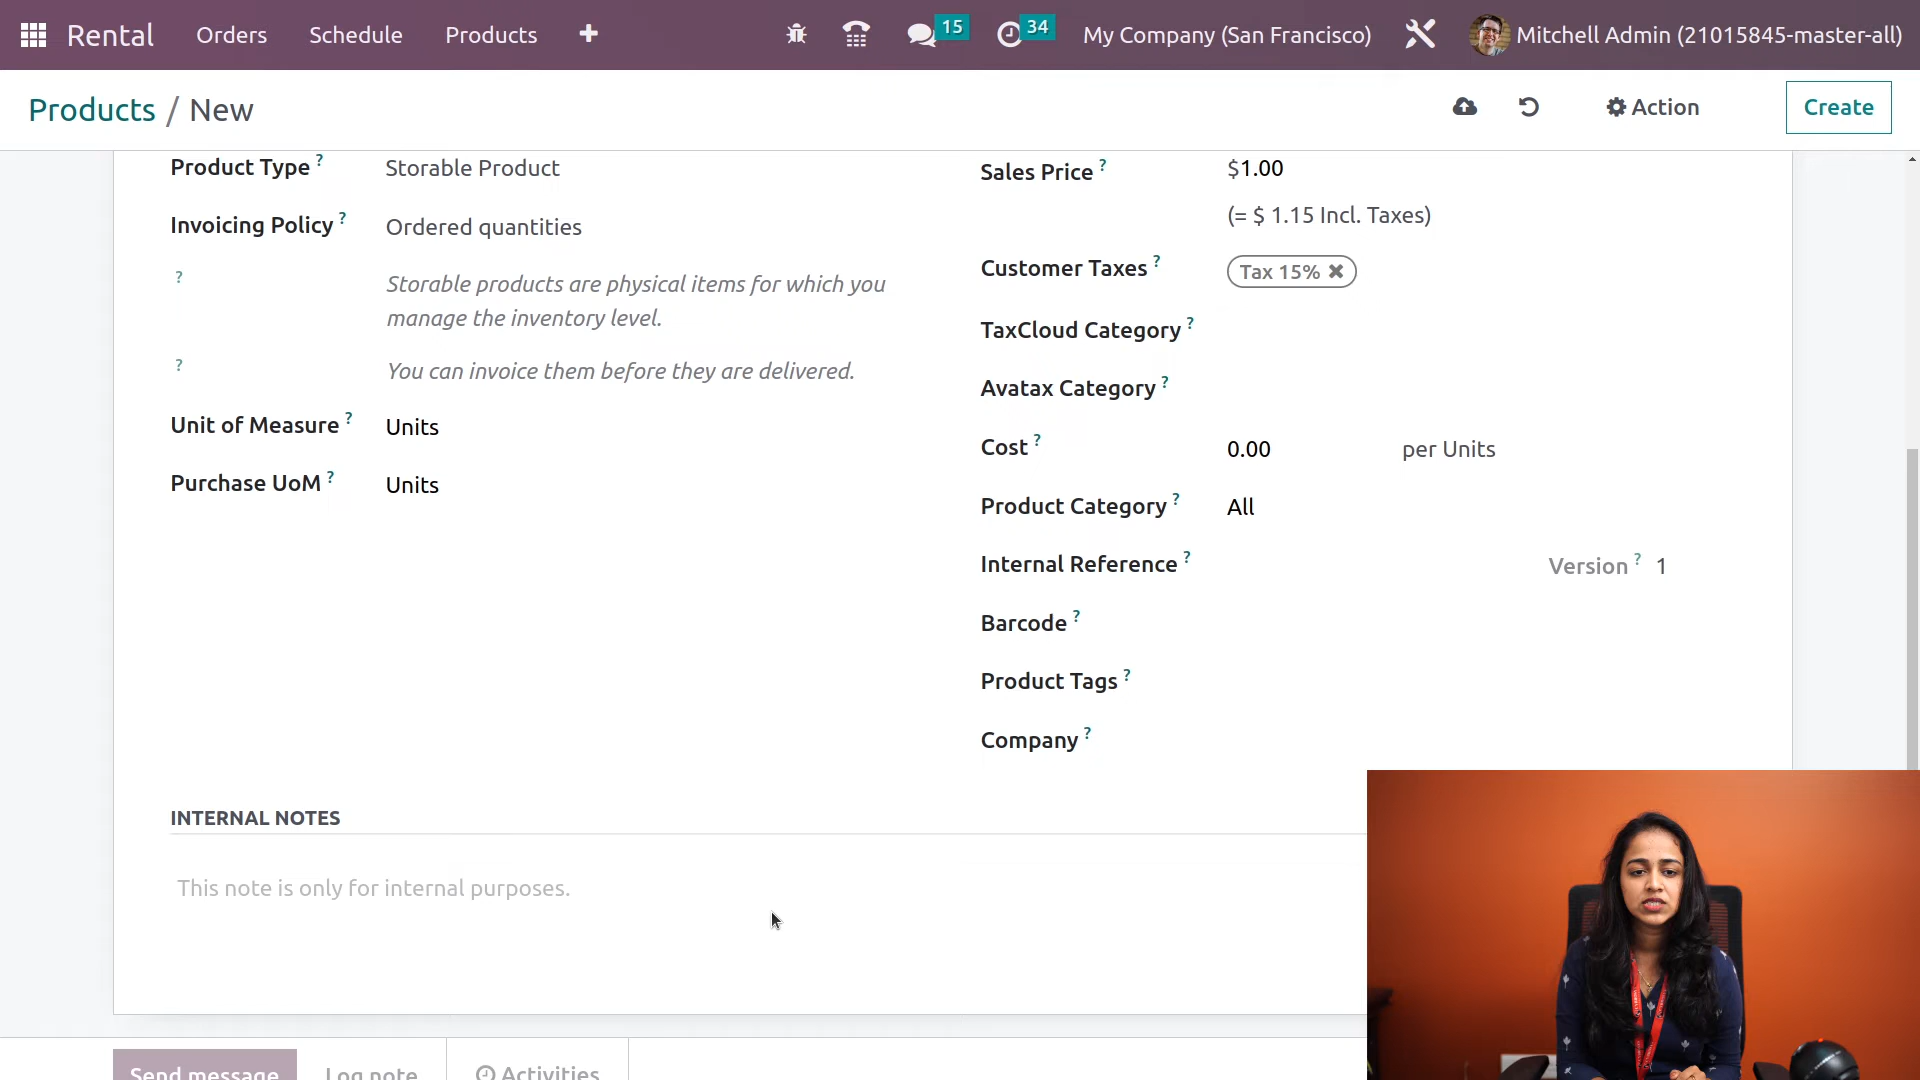 Rental Orders Schedule Products + 15 34 My Company (San Francisco) Mitchell Admin (21015845-master-all)
Products / New Action Create
Product Type ? Storable Product
Invoicing Policy ? Ordered quantities
? Storable products are physical items for which you
manage the inventory level.
? You can invoice them before they are delivered.
Unit of Measure ? Units
Purchase UoM ? Units
Sales Price ? $1.00
(= $ 1.15 Incl. Taxes)
Customer Taxes ? Tax 15% ✖
TaxCloud Category ?
Avatax Category ?
Cost ? 0.00 per Units
Product Category ? All
Internal Reference ? Version ? 1
Barcode ?
Product Tags ?
Company ?
INTERNAL NOTES
This note is only for internal purposes.
Send message Log note Activities